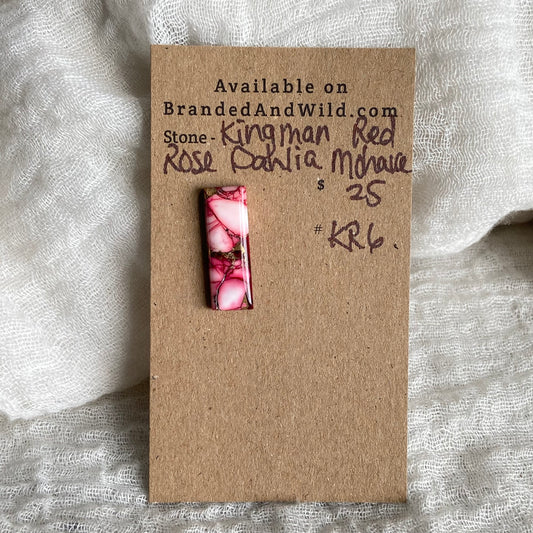 Available on
BrandedAndWild.com
Stone - Kingman Red
Rose Dahlia Mohave
$ 25
# KR6.